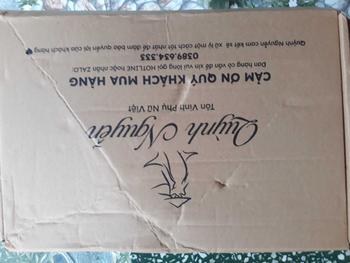 Quỳnh Nguyễn
Tôn Vinh Phụ Nữ Việt
CẢM ƠN QUÝ KHÁCH MUA HÀNG
Đơn hàng có vấn đề xin vui lòng gọi HOTLINE hoặc nhắn ZALO:
0389.634.333
Quỳnh Nguyễn cam kết sẽ xử lý một cách tốt nhất để đảm bảo quyền lợi của khách hàng ♥